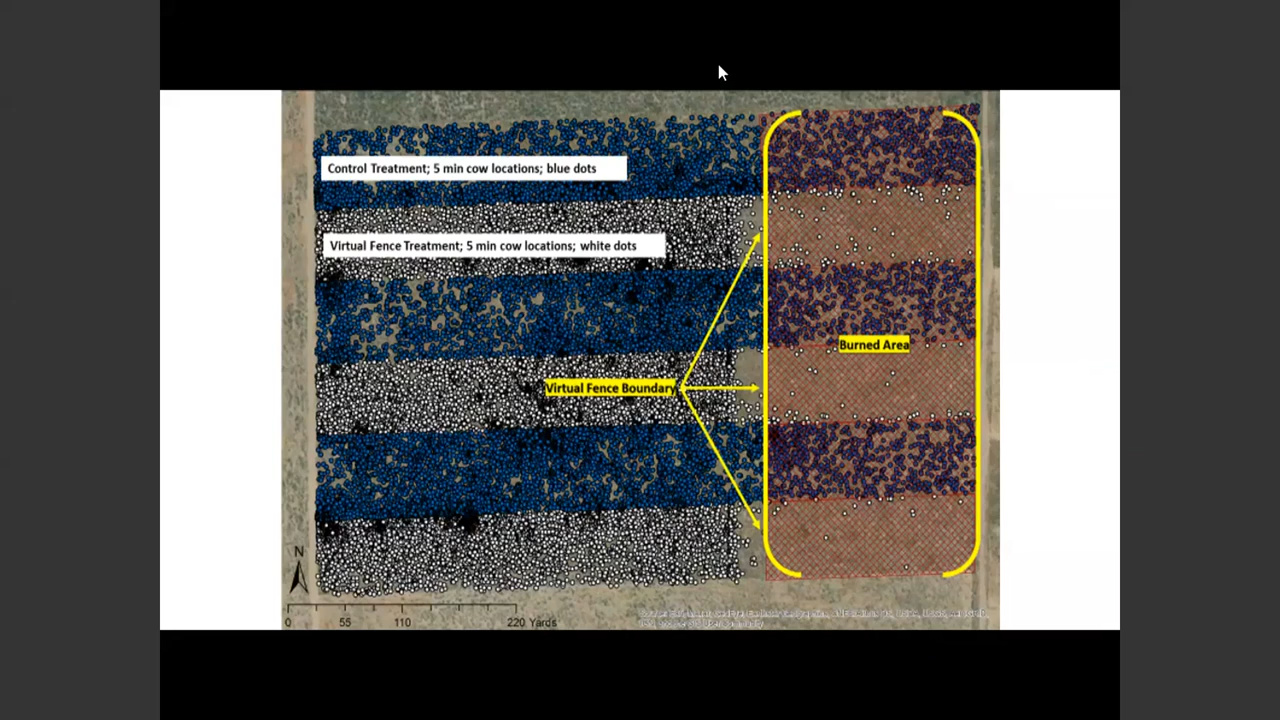 Control Treatment; 5 min cow locations; blue dots
Virtual Fence Treatment; 5 min cow locations; white dots
Burned Area
Virtual Fence Boundary
N
0 55 110 220 Yards